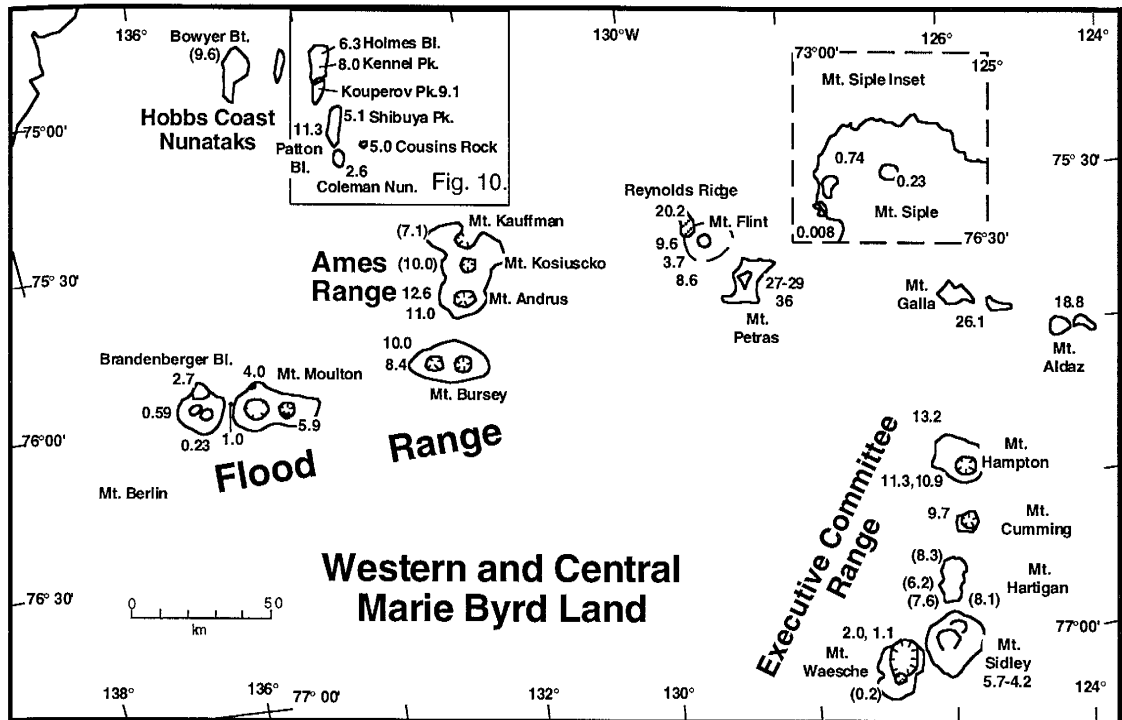 136°
130°W
126°
124°
Bowyer Bt.
(9.6)
Hobbs Coast
Nunataks
6.3 Holmes Bl.
8.0 Kennel Pk.
Kouperov Pk.9.1
5.1 Shibuya Pk.
11.3
Patton
Bl.
5.0 Cousins Rock
2.6
Coleman Nun.
Fig. 10.
73°00'
125°
Mt. Siple Inset
0.74
0.23
Mt. Siple
0.008
76°30'
75°00'
75° 30'
Reynolds Ridge
20.2
Mt. Flint
9.6
3.7
8.6
27-29
36
Mt.
Petras
Mt. Kauffman
(7.1)
Ames
Range
(10.0)
Mt. Kosiuscko
12.6
11.0
Mt. Andrus
75° 30'
Mt.
Galla
26.1
18.8
Mt.
Aldaz
10.0
8.4
Mt. Bursey
Brandenberger Bl.
2.7
4.0
Mt. Moulton
0.59
0.23
1.0
5.9
76°00'
Flood
Range
Mt. Berlin
13.2
Mt.
Hampton
11.3,10.9
9.7
Mt.
Cumming
Executive Committee
Range
(8.3)
(6.2)
(7.6)
Mt.
Hartigan
(8.1)
Western and Central
Marie Byrd Land
76° 30'
0
50
km
77°00'
2.0, 1.1
Mt.
Waesche
(0.2)
Mt.
Sidley
5.7-4.2
138°
136°
77° 00'
132°
130°
124°